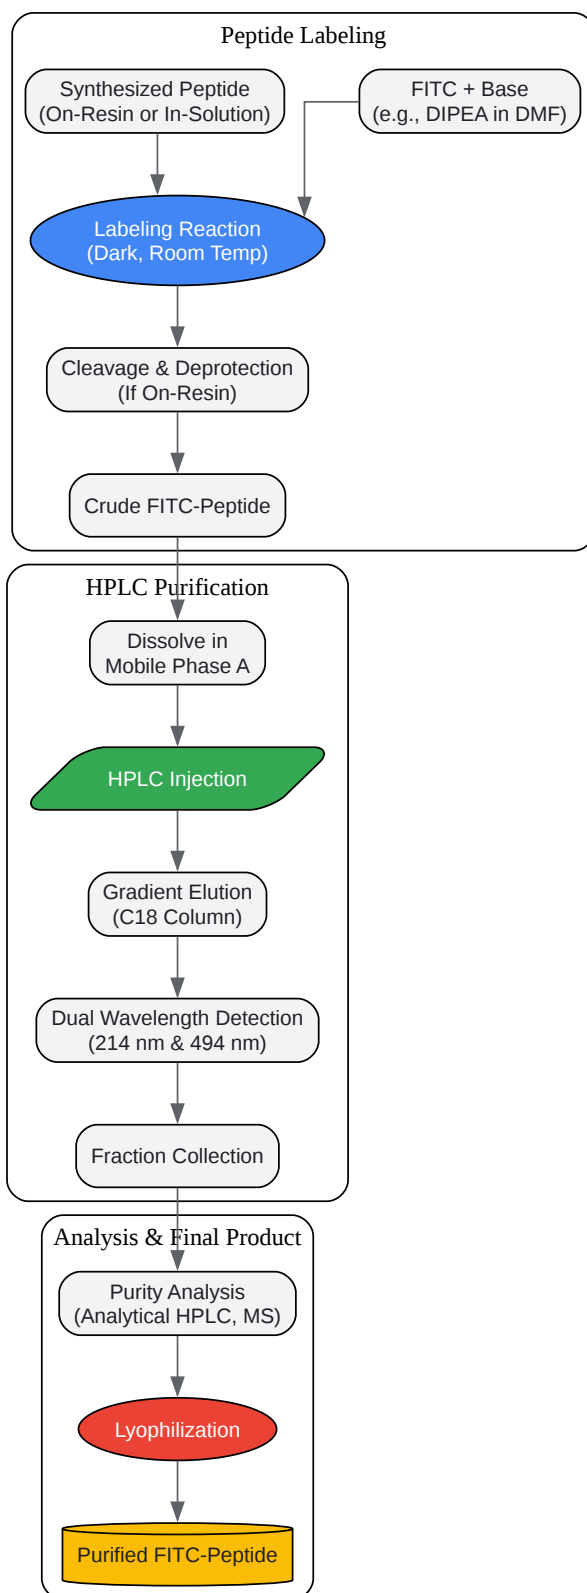 Peptide Labeling
Synthesized Peptide
(On-Resin or In-Solution)
FITC + Base
(e.g., DIPEA in DMF)
Labeling Reaction
(Dark, Room Temp)
Cleavage & Deprotection
(If On-Resin)
Crude FITC-Peptide
HPLC Purification
Dissolve in
Mobile Phase A
HPLC Injection
Gradient Elution
(C18 Column)
Dual Wavelength Detection
(214 nm & 494 nm)
Fraction Collection
Analysis & Final Product
Purity Analysis
(Analytical HPLC, MS)
Lyophilization
Purified FITC-Peptide